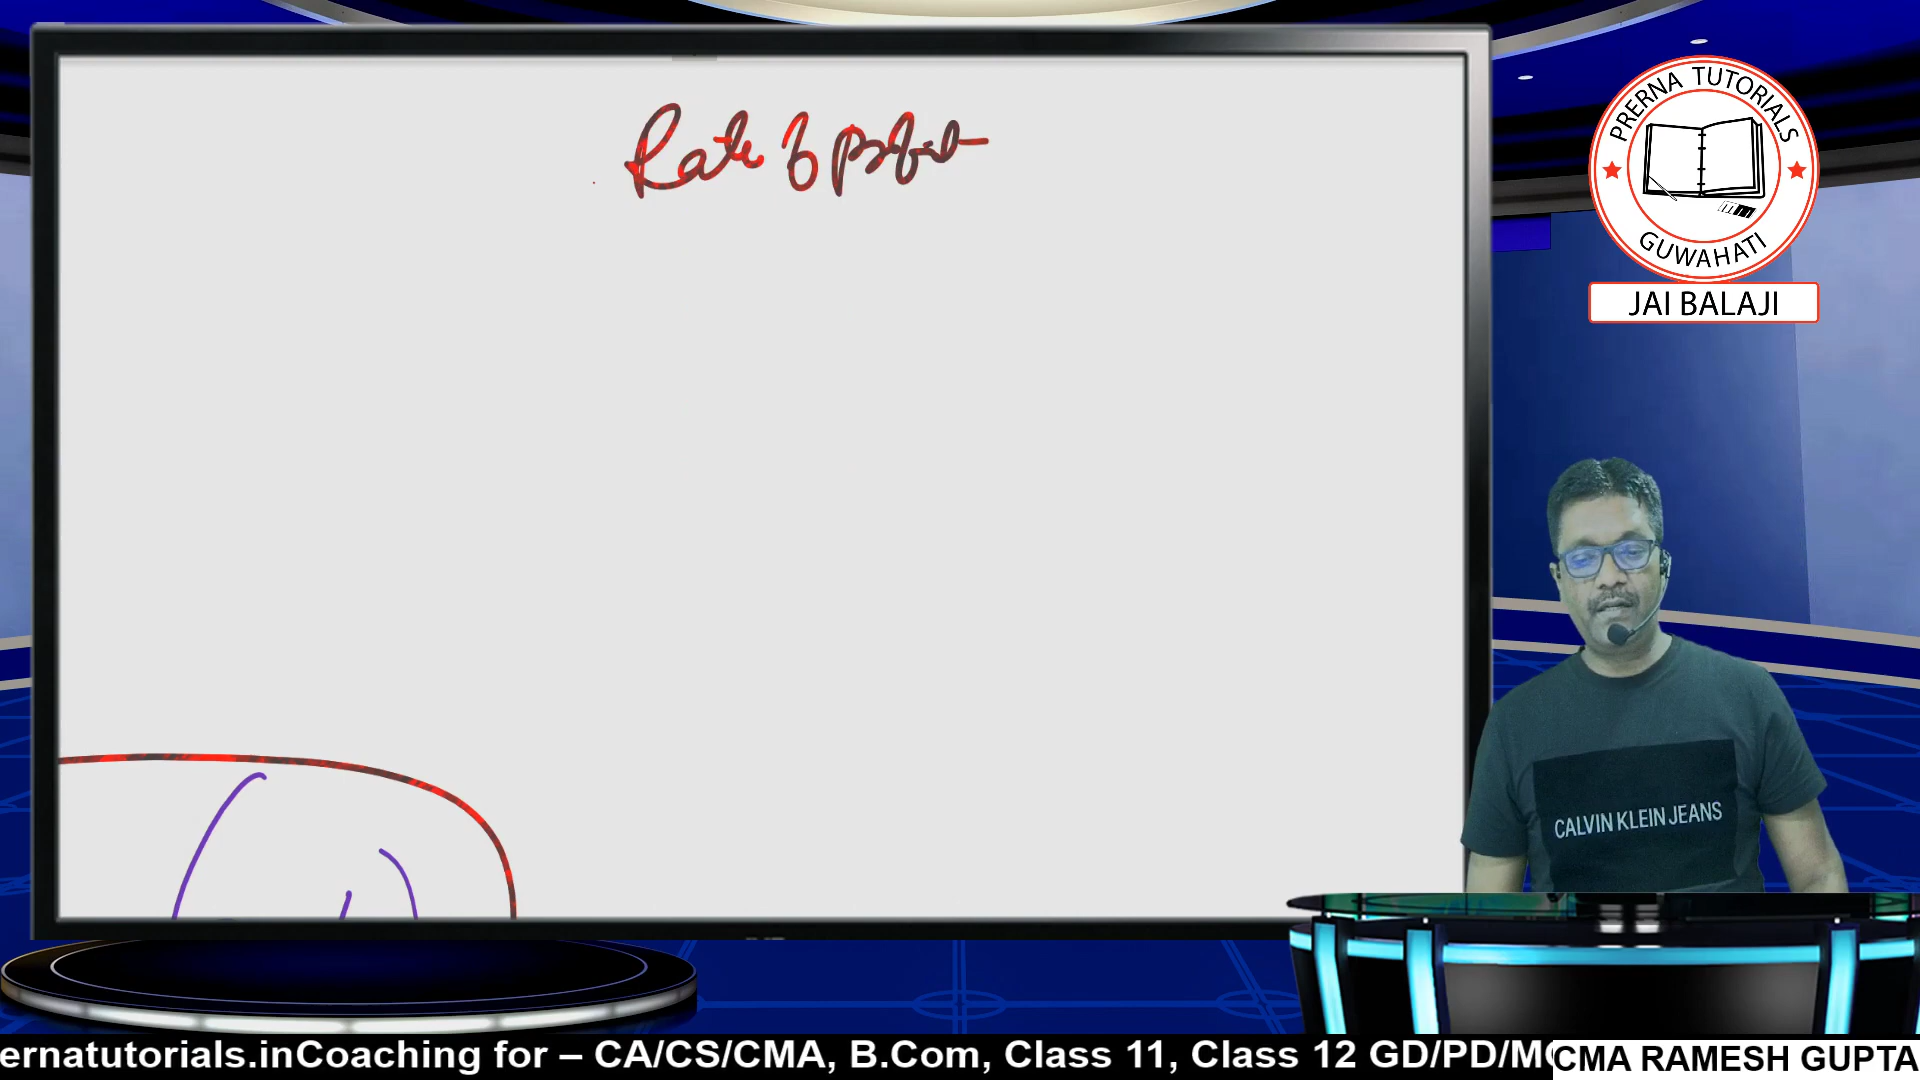 Rate of profit
PRERNA TUTORIALS
GUWAHATI
JAI BALAJI
CALVIN KLEIN JEANS
ernatutorials.inCoaching for – CA/CS/CMA, B.Com, Class 11, Class 12 GD/PD/M
CMA RAMESH GUPTA